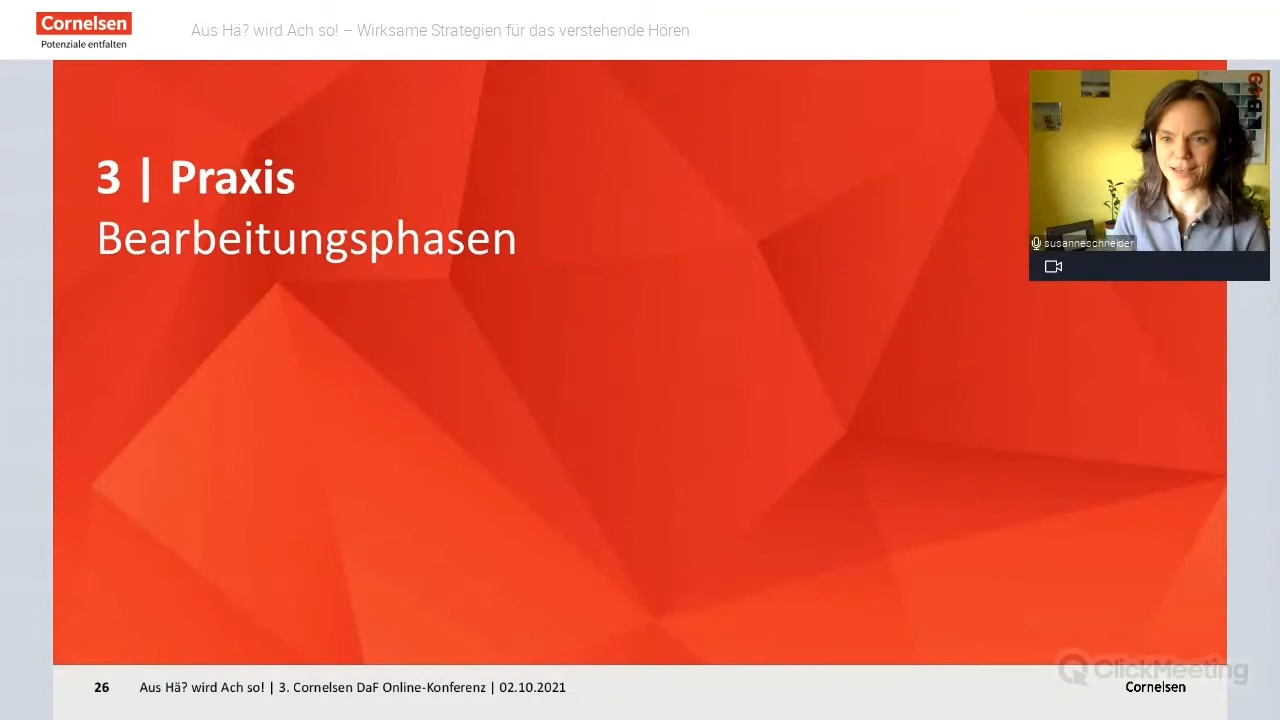 Cornelsen
Potenziale entfalten
Aus Hä? wird Ach so! – Wirksame Strategien für das verstehende Hören
3 | Praxis
Bearbeitungsphasen
susanneschneider
26 Aus Hä? wird Ach so! | 3. Cornelsen DaF Online-Konferenz | 02.10.2021
ClickMeeting
Cornelsen